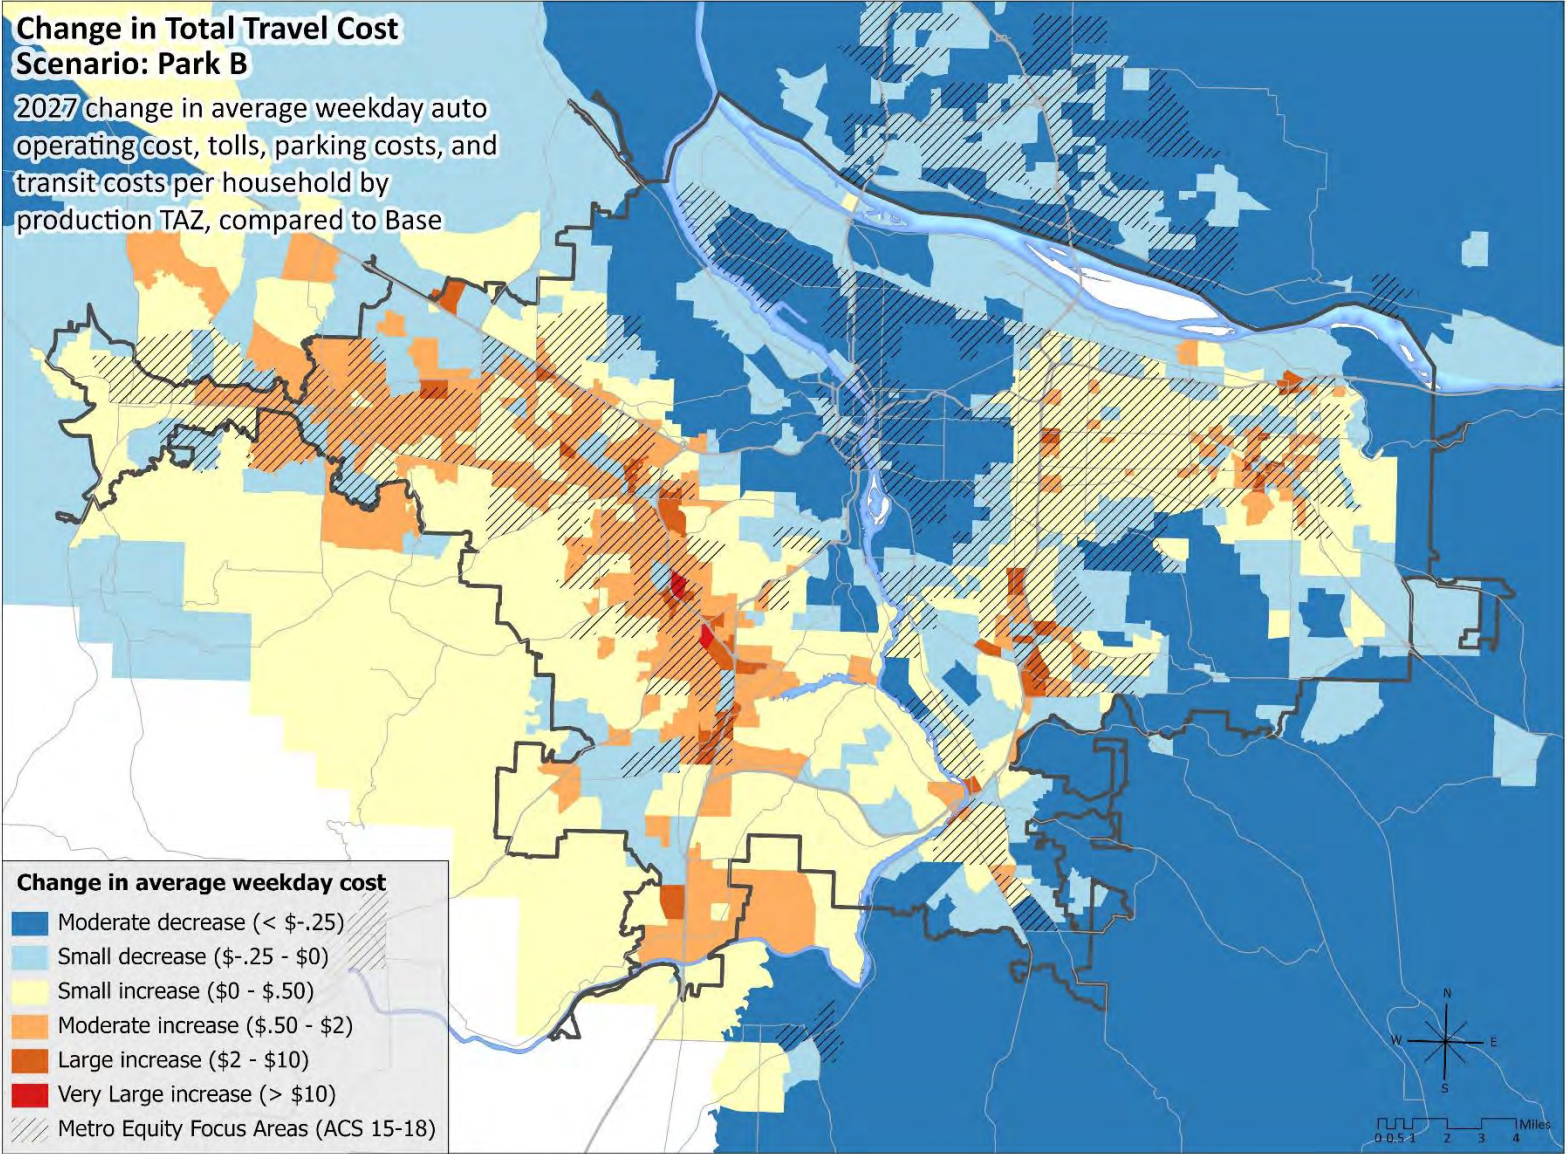 Change in Total Travel Cost
Scenario: Park B
2027 change in average weekday auto
operating cost, tolls, parking costs, and
transit costs per household by
production TAZ, compared to Base
Change in average weekday cost
Moderate decrease (< $-.25)
Small decrease ($-.25 - $0)
Small increase ($0 - $.50)
Moderate increase ($.50 - $2)
Large increase ($2 - $10)
Very Large increase (> $10)
Metro Equity Focus Areas (ACS 15-18)
N
W E
S
Miles
0 0.5 1 2 3 4